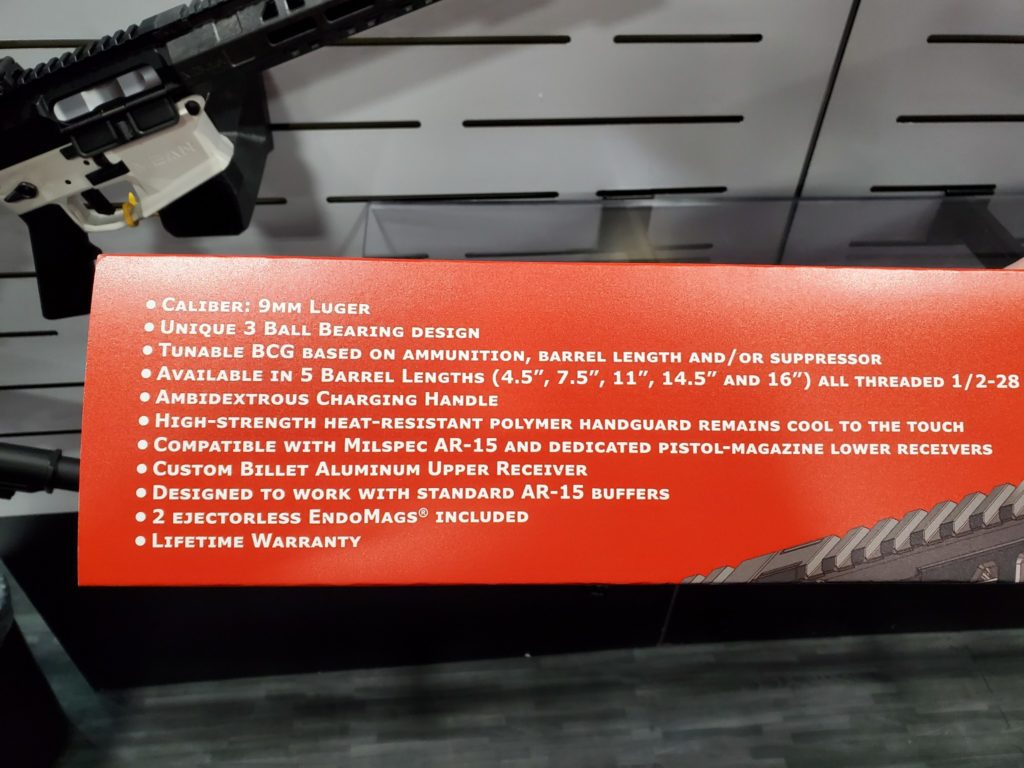 • Caliber: 9mm Luger
• Unique 3 Ball Bearing design
• Tunable BCG based on ammunition, barrel length and/or suppressor
• Available in 5 Barrel Lengths (4.5”, 7.5”, 11”, 14.5” and 16”) all threaded 1/2-28
• Ambidextrous Charging Handle
• High-strength heat-resistant polymer handguard remains cool to the touch
• Compatible with Milspec AR-15 and dedicated pistol-magazine lower receivers
• Custom Billet Aluminum Upper Receiver
• Designed to work with standard AR-15 buffers
• 2 ejectorless EndoMags® included
• Lifetime Warranty